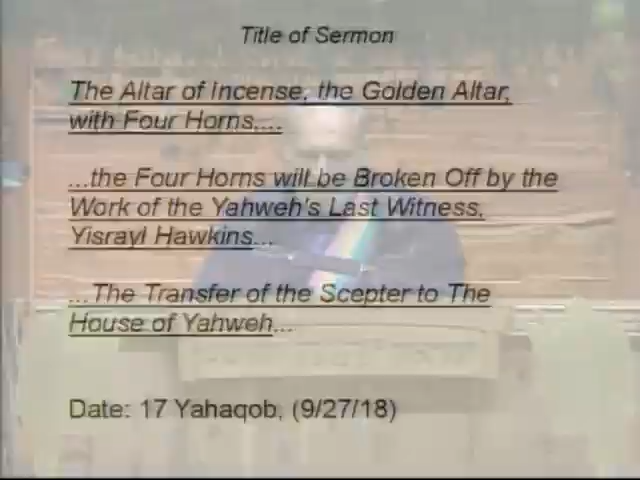 Title of Sermon
The Altar of Incense, the Golden Altar,
with Four Horns....
...the Four Horns will be Broken Off by the
Work of the Yahweh's Last Witness,
Yisrayl Hawkins...
...The Transfer of the Scepter to The
House of Yahweh...
Date: 17 Yahaqob, (9/27/18)